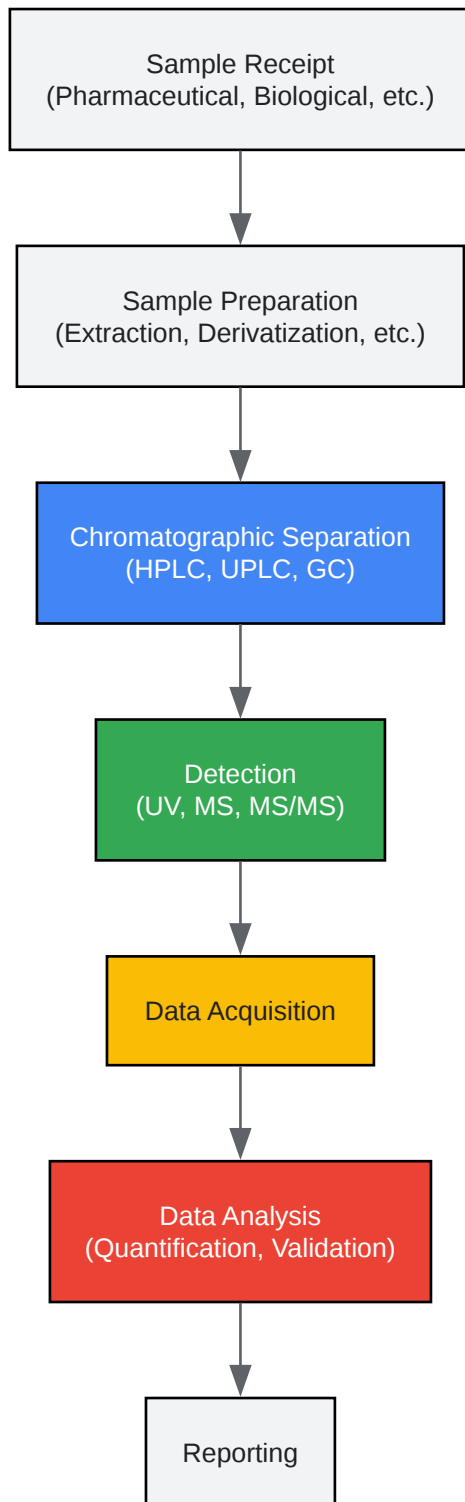 Sample Receipt
(Pharmaceutical, Biological, etc.)
Sample Preparation
(Extraction, Derivatization, etc.)
Chromatographic Separation
(HPLC, UPLC, GC)
Detection
(UV, MS, MS/MS)
Data Acquisition
Data Analysis
(Quantification, Validation)
Reporting